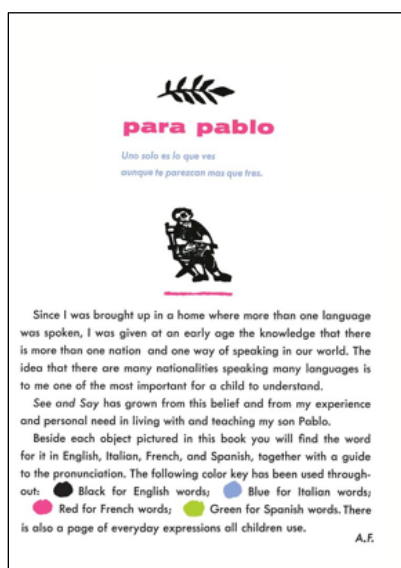 para pablo
Uno solo es lo que ves
aunque te parezcan mas que tres.
Since I was brought up in a home where more than one language
was spoken, I was given at an early age the knowledge that there
is more than one nation and one way of speaking in our world. The
idea that there are many nationalities speaking many languages is
to me one of the most important for a child to understand.
See and Say has grown from this belief and from my experience
and personal need in living with and teaching my son Pablo.
Beside each object pictured in this book you will find the word
for it in English, Italian, French, and Spanish, together with a guide
to the pronunciation. The following color key has been used through-
out: Black for English words; Blue for Italian words;
Red for French words; Green for Spanish words. There
is also a page of everyday expressions all children use.
A.F.